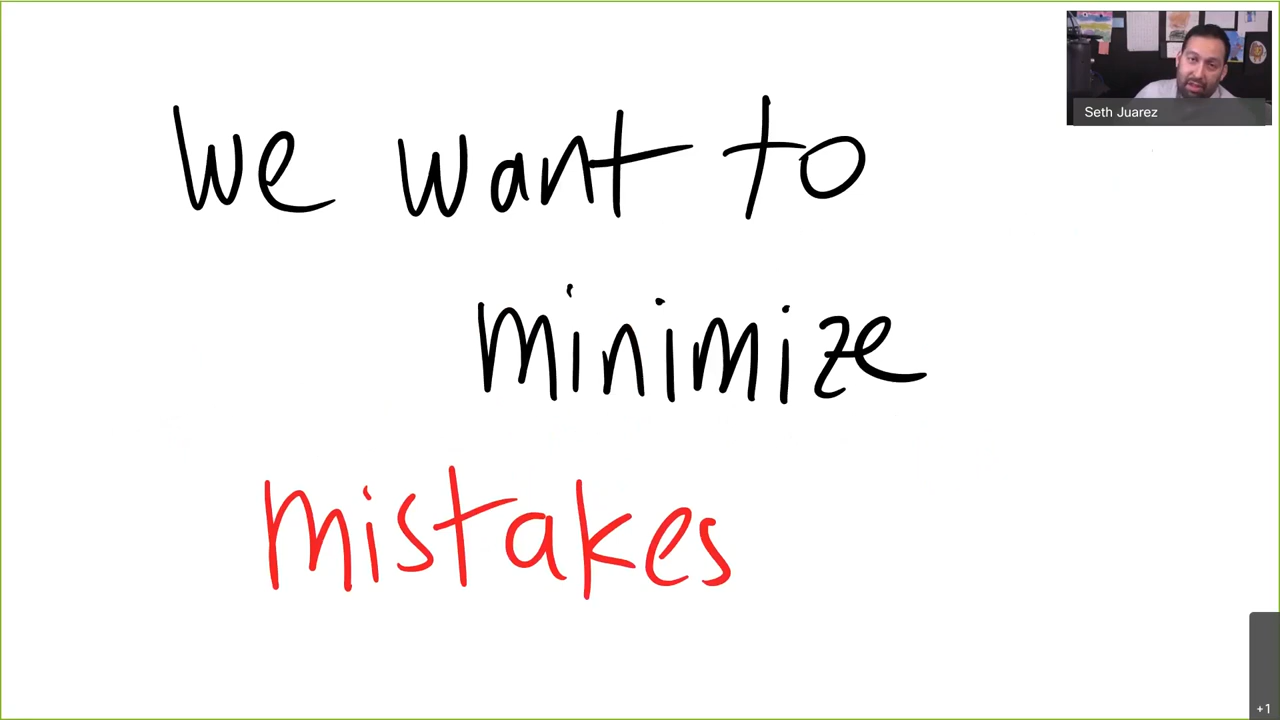 Seth Juarez
we want to
minimize
mistakes
+1